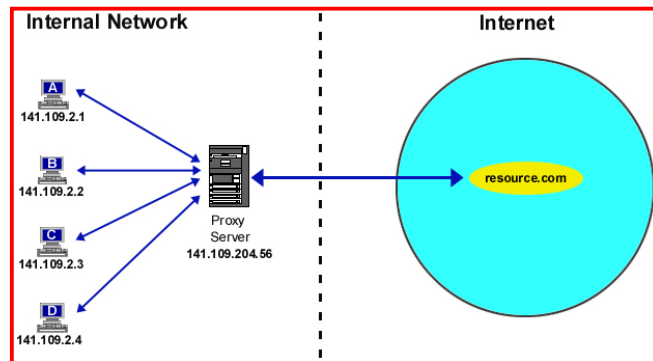 Internal Network
Internet
A
141.109.2.1
B
141.109.2.2
C
141.109.2.3
D
141.109.2.4
Proxy
Server
141.109.204.56
resource.com